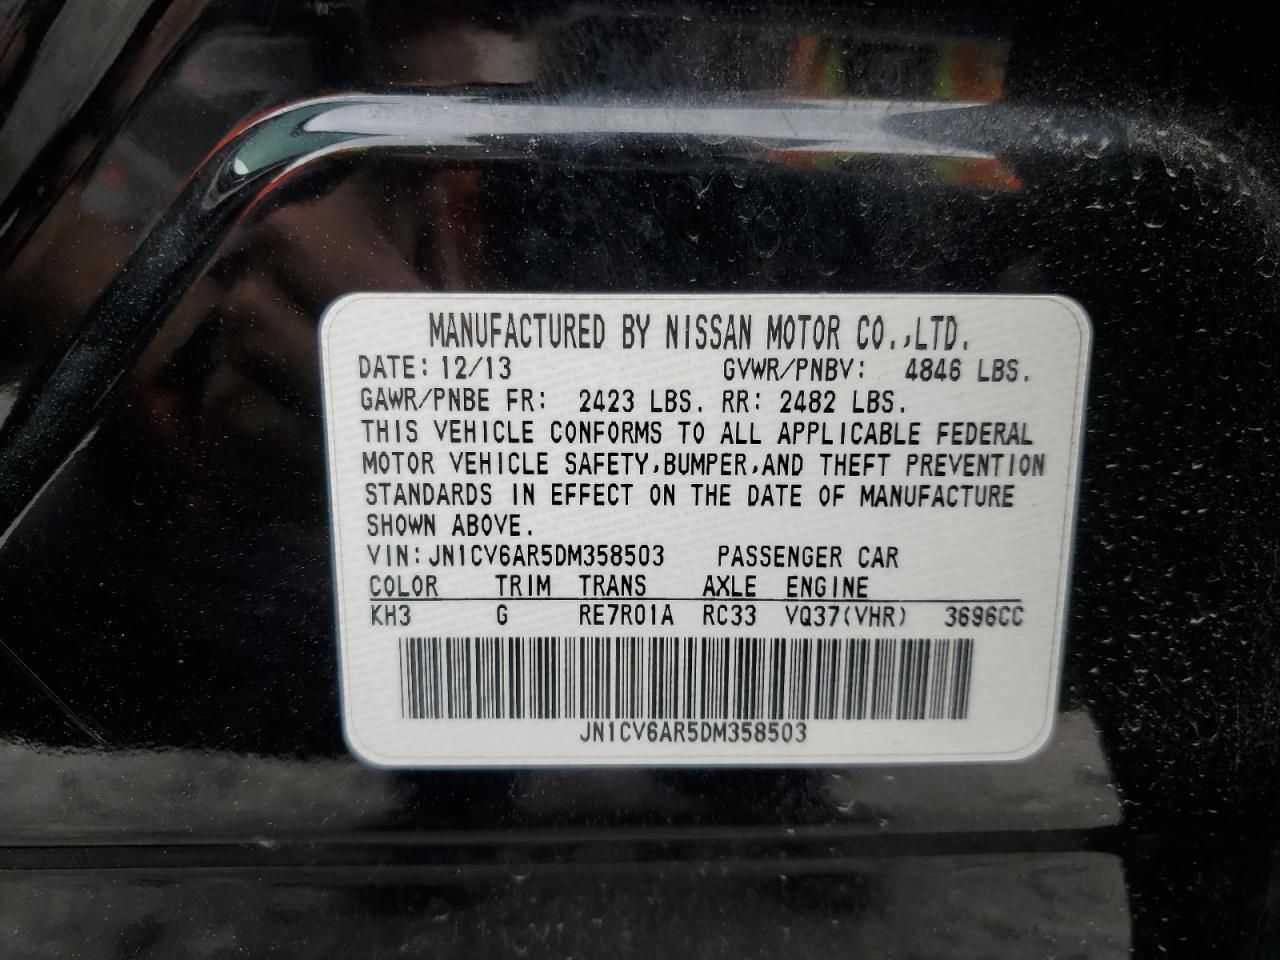 MANUFACTURED BY NISSAN MOTOR CO.,LTD.
DATE: 12/13 GVWR/PNBV: 4846 LBS.
GAWR/PNBE FR: 2423 LBS. RR: 2482 LBS.
THIS VEHICLE CONFORMS TO ALL APPLICABLE FEDERAL
MOTOR VEHICLE SAFETY,BUMPER,AND THEFT PREVENTION
STANDARDS IN EFFECT ON THE DATE OF MANUFACTURE
SHOWN ABOVE.
VIN:JN1CV6AR5DM358503 PASSENGER CAR
COLOR TRIM TRANS AXLE ENGINE
KH3 G RE7R01A RC33 VQ37(VHR) 3696CC
JN1CV6AR5DM358503